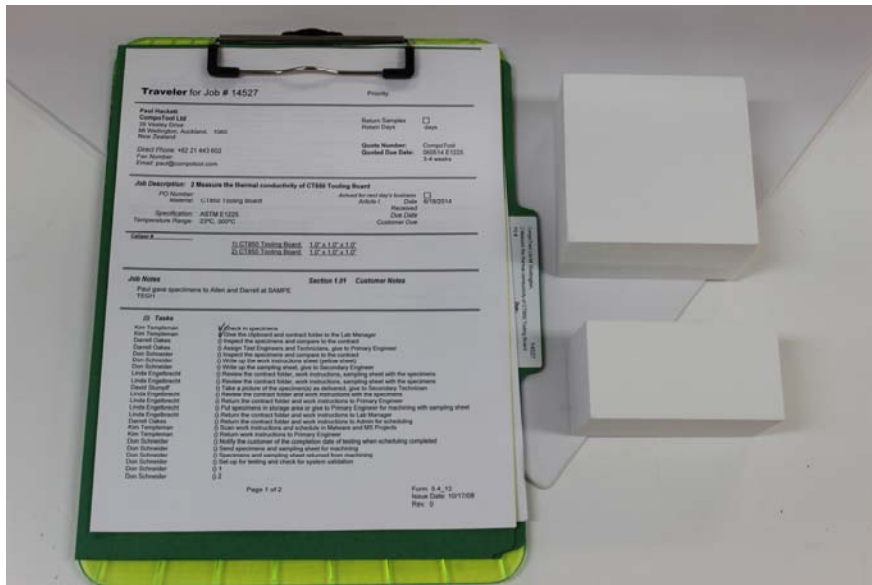 Traveler for Job # 14527 Priority:
Paul Hackett
CompoTool Ltd
Mt Wellington, Auckland, 1060
New Zealand
Direct Phone: +62 21 443 602
Fax Number:
Email: paul@compotool.com
Return Samples
Return Days days
Quote Number: CompoTool
Quoted Due Date: 060514 E1225
3-4 weeks
Job Description: 2 Measure the thermal conductivity of CT850 Tooling Board
PO Number:
Material: CT850 Tooling Board
Specification: ASTM E1225
Temperature Range: 23ºC, 300ºC
Actual for next day's business
Article I. Date 6/18/2014
Received
Due Date
Customer Due
1) CT850 Tooling Board 1.0" x 1.0" x 1.0"
2) CT850 Tooling Board 1.0" x 1.0" x 1.0"
Job Notes Section 1.01 Customer Notes
Paul gave specimens to Allen and Darrell at SAMPE
TECH
(i) Tasks
Kim Templeman () Check in specimens
Kim Templeman () Give the clipboard and contract folder to the Lab Manager
Darrell Oakes () Inspect the specimens and compare to the contract
Darrell Oakes () Assign Test Engineers and Technicians, give to Primary Engineer
Don Schneider () Inspect the specimens and compare to the contract
Don Schneider () Write up the work instructions sheet (yellow sheet)
Don Schneider () Write up the sampling sheet, give to Secondary Engineer
Linda Engelbrecht () Review the contract folder, work instructions, sampling sheet with the specimens
Linda Engelbrecht () Review the contract folder, work instructions, sampling sheet with the specimens
David Stumpff () Take a picture of the specimen(s) as delivered, give to Secondary Technician
Linda Engelbrecht () Review the contract folder and work instructions with the specimens
Linda Engelbrecht () Return the contract folder and work instructions to Primary Engineer
Linda Engelbrecht () Put specimens in storage area or give to Primary Engineer for machining with sampling sheet
Linda Engelbrecht () Return the contract folder and work instructions to Lab Manager
Darrell Oakes () Return the contract folder and work instructions to Admin for scheduling
Kim Templeman () Scan work instructions and schedule in Matware and MS Projects
Kim Templeman () Return work instructions to Primary Engineer
Don Schneider () Notify the customer of the completion date of testing when scheduling completed
Don Schneider () Send specimens and sampling sheet for machining
Don Schneider () Specimens and sampling sheet returned from machining
Don Schneider () Set up for testing and check for system validation
Don Schneider () 1
Don Schneider () 2
Page 1 of 2
Form: 5.4_12
Issue Date: 10/17/08
Rev: 0
14527